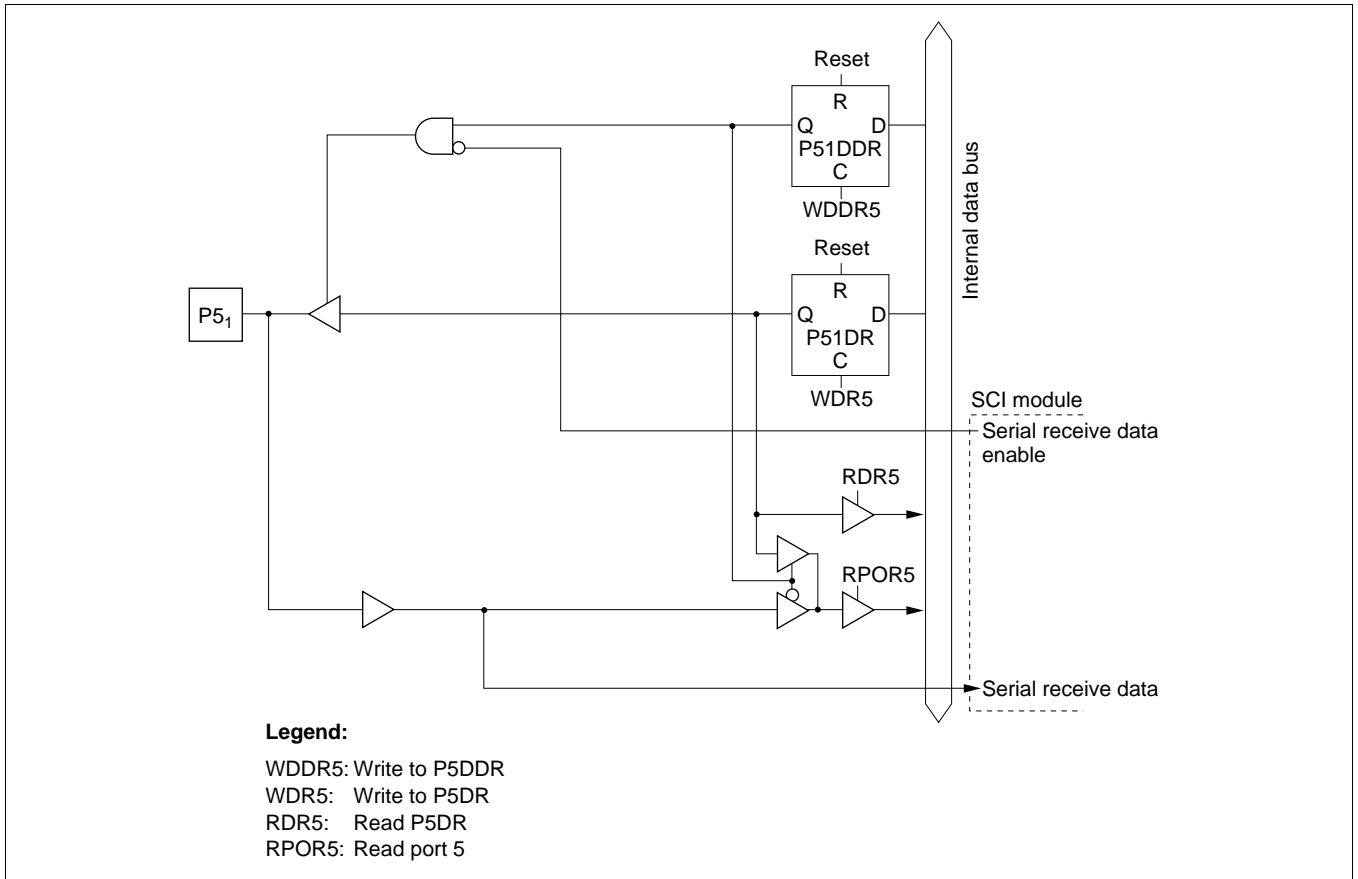 Reset
R
Q D
P51DDR
C
WDDR5
Internal data bus
Reset
R
P5₁
Q D
P51DR
C
WDR5
SCI module
Serial receive data
enable
RDR5
RPOR5
Serial receive data
Legend:
WDDR5: Write to P5DDR
WDR5: Write to P5DR
RDR5: Read P5DR
RPOR5: Read port 5